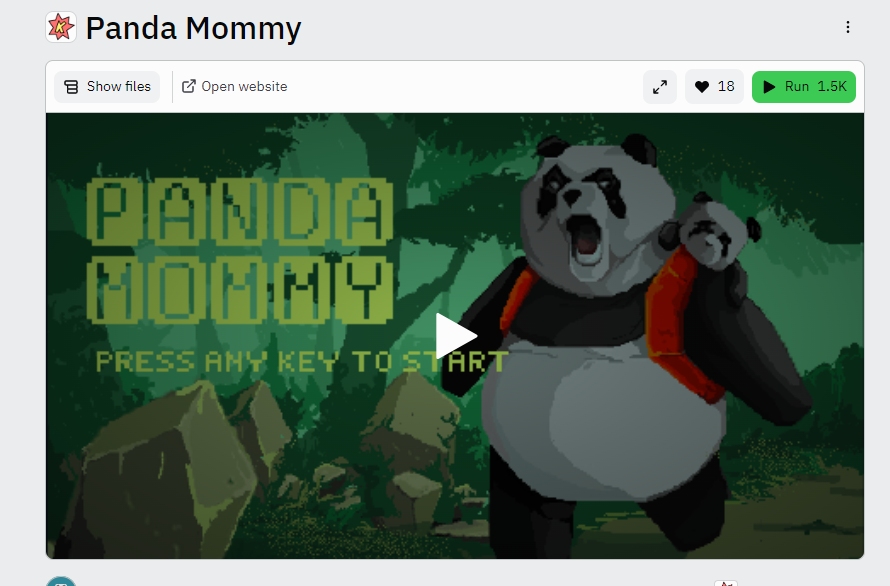 K
Panda Mommy
Show files
Open website
18
Run 1.5K
PANDA
MOMMY
PRESS ANY KEY TO START